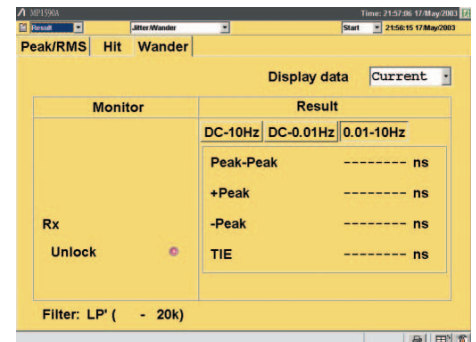 MP1590A Time: 21:57:06 17/May/2003
Result Jitter/Wander Start 21:56:15 17/May/2003
Peak/RMS Hit Wander
Display data Current
Monitor Result
DC-10Hz DC-0.01Hz 0.01-10Hz
Peak-Peak -------- ns
+Peak -------- ns
Rx -Peak -------- ns
Unlock TIE -------- ns
Filter: LP' ( - 20k)